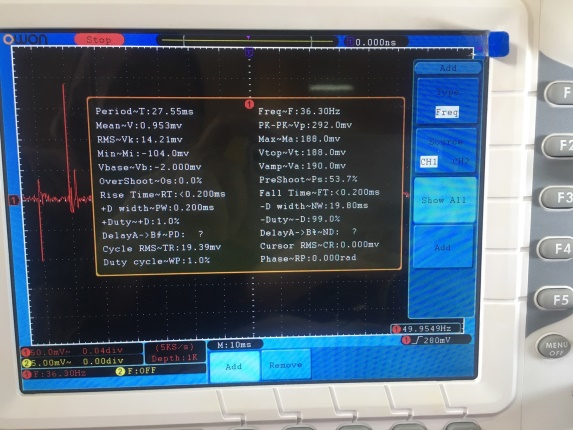 OWON Stop 0.000ns
Period~T:27.55ms Freq~F:36.30Hz
Mean~V:0.953mv PK-PK~Vp:292.0mv
RMS~Vk:14.21mv Max~Ma:188.0mv
Min~Mi:-104.0mv Vtop~Vt:188.0mv
Vbase~Vb:-2.000mv Vamp~Va:190.0mv
OverShoot~Os:0.0% PreShoot~Ps:53.7%
Rise Time~RT:<0.200ms Fall Time~FT:<0.200ms
+D width~PW:0.200ms -D width~NW:19.80ms
+Duty~+D:1.0% -Duty~-D:99.0%
DelayA->B~PD: ? DelayA->B~ND: ?
Cycle RMS~TR:19.39mv Cursor RMS~CR:0.000mv
Duty cycle~WP:1.0% Phase~RP:0.000rad
Add
Type
Freq
Source
CH1 CH2
Show All
Add
F
F2
F3
F4
F5
MENU
OFF
1 49.9549Hz
1 50.0mV~ 0.04div (5KS/s) M:10ms 1 280mV
2 5.00mV~ 0.00div Depth:1K
1 F:36.30Hz 2 F:OFF Add Remove